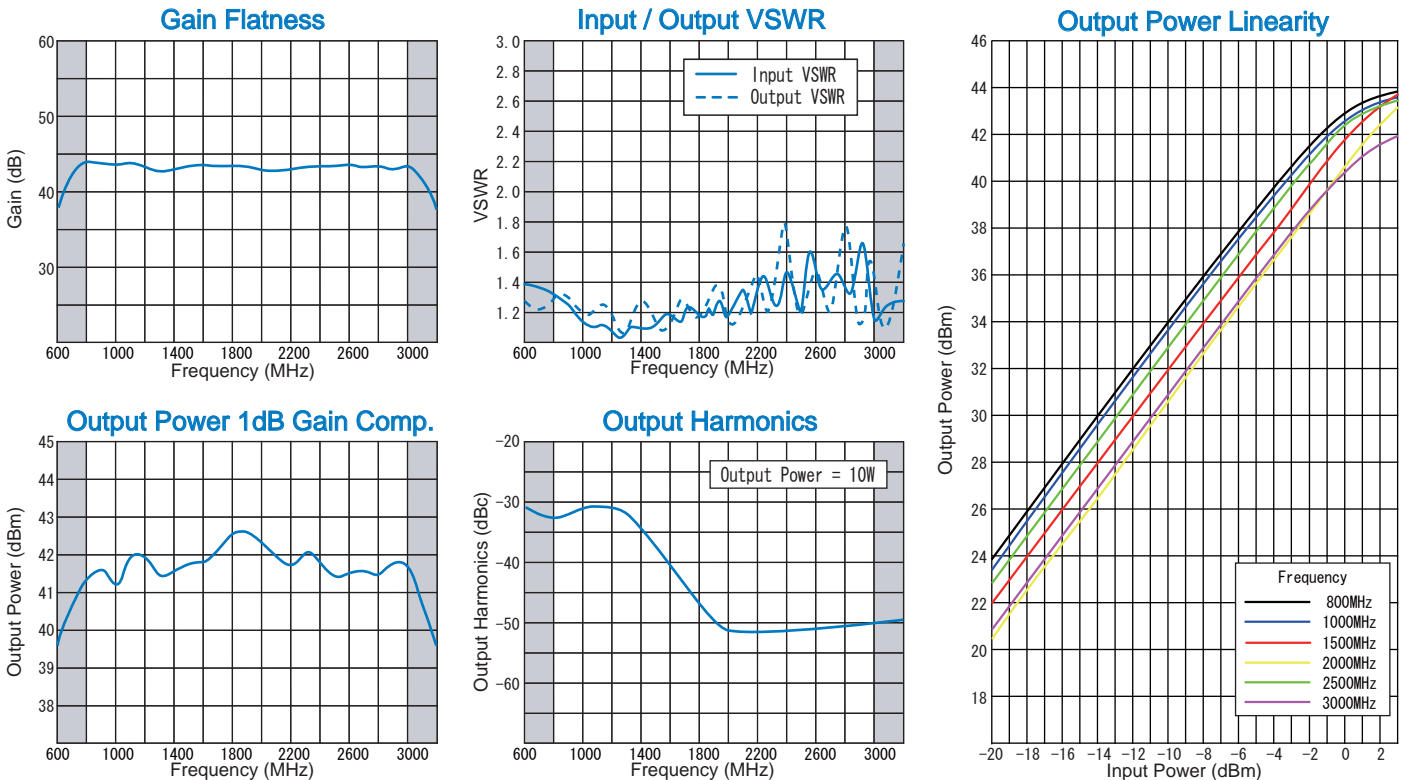 Gain Flatness
60
50
40
30
Gain (dB)
600 1000 1400 1800 2200 2600 3000
Frequency (MHz)
Input / Output VSWR
3.0
2.8
2.6
2.4
2.2
2.0
1.8
1.6
1.4
1.2
VSWR
Input VSWR
Output VSWR
600 1000 1400 1800 2200 2600 3000
Frequency (MHz)
Output Power 1dB Gain Comp.
45
44
43
42
41
40
39
38
Output Power (dBm)
600 1000 1400 1800 2200 2600 3000
Frequency (MHz)
Output Harmonics
-20
-30
-40
-50
-60
Output Harmonics (dBc)
Output Power = 10W
600 1000 1400 1800 2200 2600 3000
Frequency (MHz)
Output Power Linearity
46
44
42
40
38
36
34
32
30
28
26
24
22
20
18
Output Power (dBm)
Frequency
800MHz
1000MHz
1500MHz
2000MHz
2500MHz
3000MHz
-20 -18 -16 -14 -12 -10 -8 -6 -4 -2 0 2
Input Power (dBm)